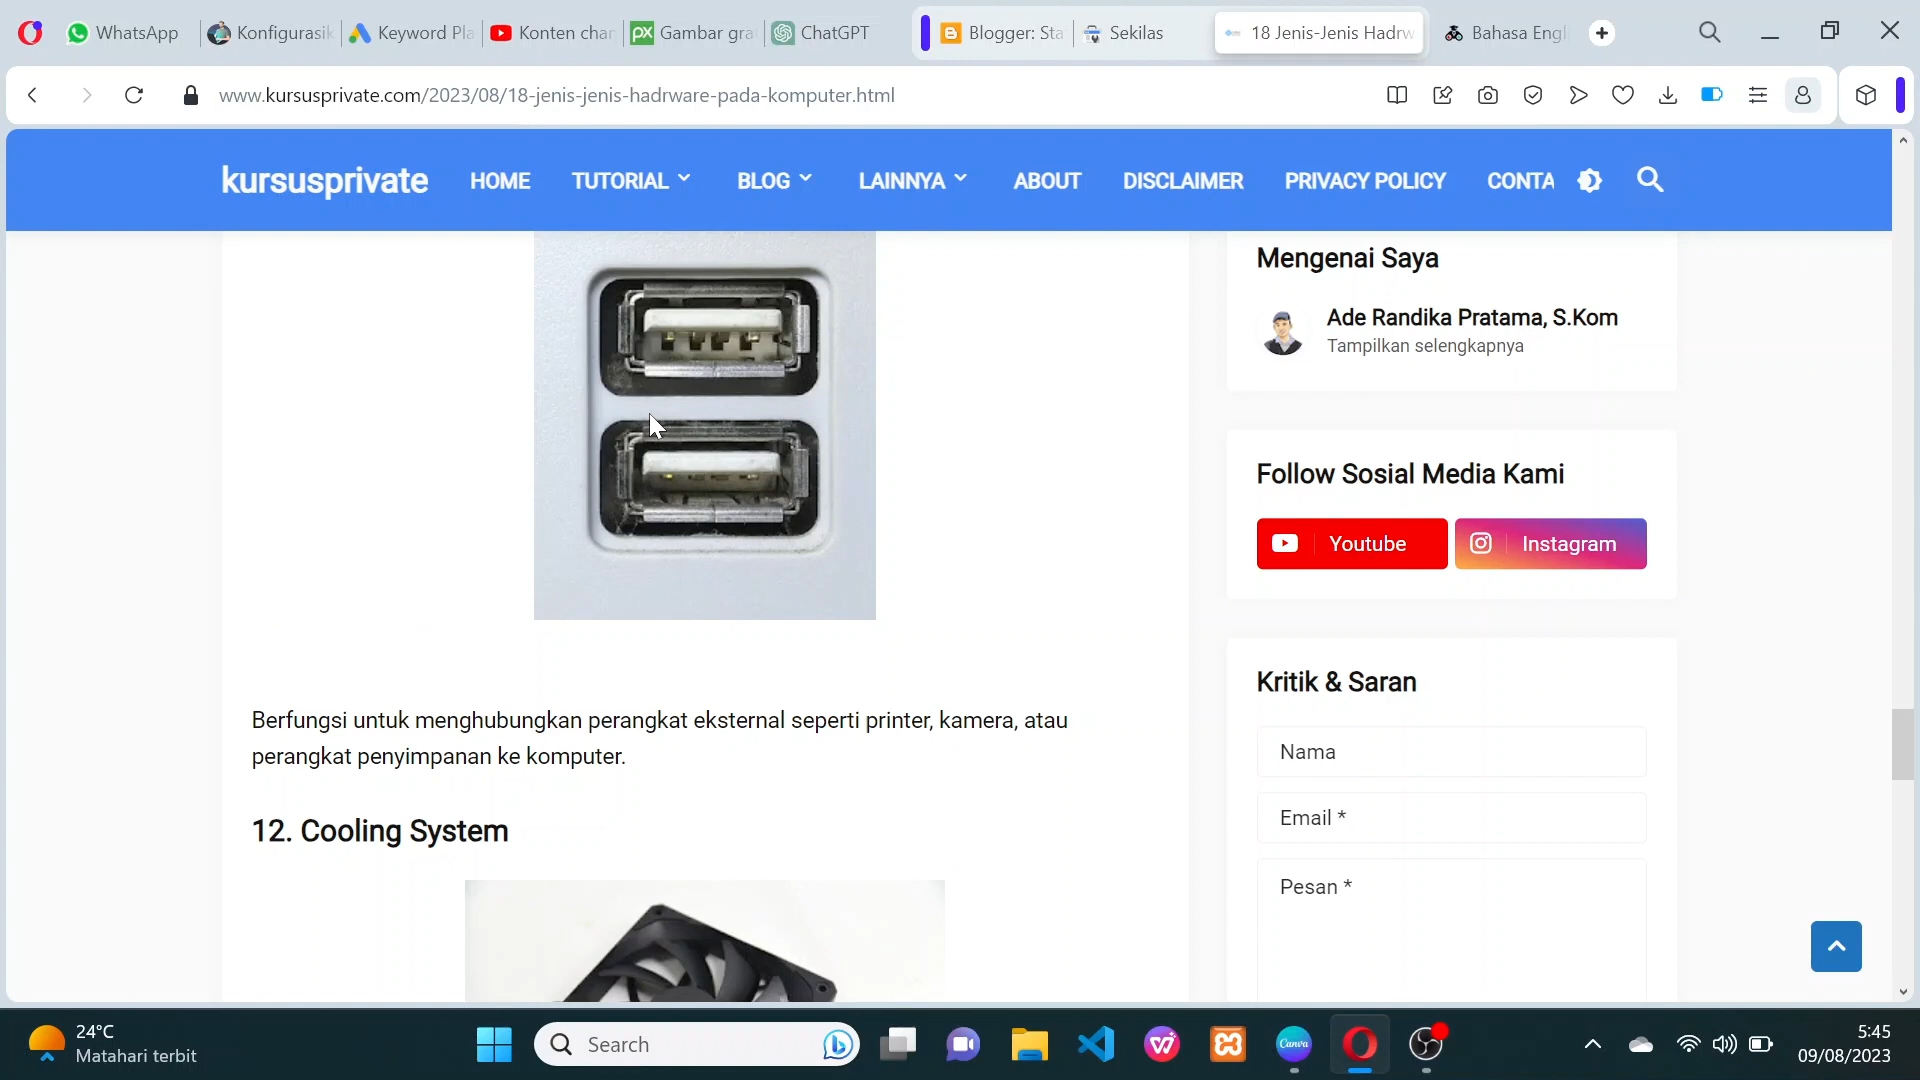 WhatsApp
Konfigurasik
Keyword Pla
Konten chan
Gambar gra
ChatGPT
Blogger: Sta
Sekilas
18 Jenis-Jenis Hadrw
Bahasa Engl
www.kursusprivate.com/2023/08/18-jenis-jenis-hadrware-pada-komputer.html
kursusprivate
HOME
TUTORIAL
BLOG
LAINNYA
ABOUT
DISCLAIMER
PRIVACY POLICY
CONTA
Berfungsi untuk menghubungkan perangkat eksternal seperti printer, kamera, atau
perangkat penyimpanan ke komputer.
12. Cooling System
Mengenai Saya
Ade Randika Pratama, S.Kom
Tampilkan selengkapnya
Follow Sosial Media Kami
Youtube
Instagram
Kritik & Saran
Nama
Email *
Pesan *
24°C
Matahari terbit
Search
Canva
5:45
09/08/2023